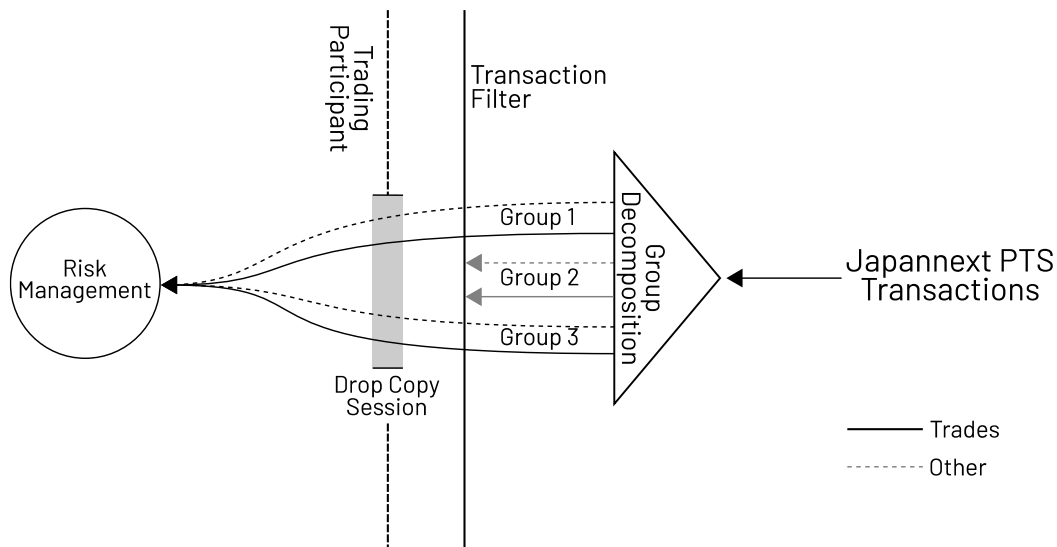 Trading
Participant
Transaction
Filter
Group 1
Group 2
Group 3
Group
Decomposition
Risk
Management
Japannext PTS
Transactions
Drop Copy
Session
Trades
Other